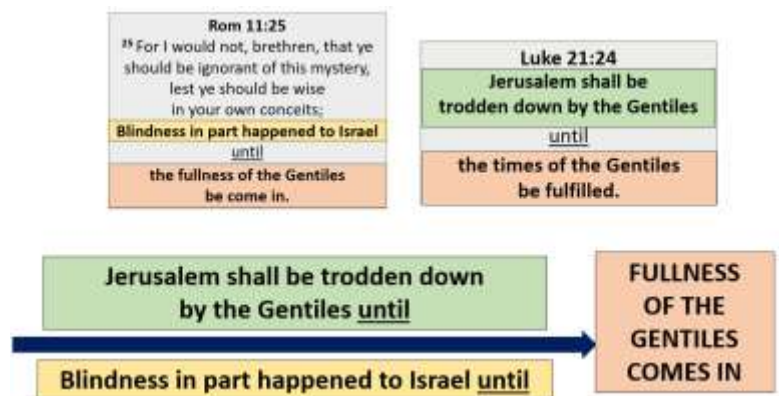 Rom 11:25
²⁵ For I would not, brethren, that ye
should be ignorant of this mystery,
lest ye should be wise
in your own conceits;
Blindness in part happened to Israel
until
the fullness of the Gentiles
be come in.
Luke 21:24
Jerusalem shall be
trodden down by the Gentiles
until
the times of the Gentiles
be fulfilled.
Jerusalem shall be trodden down
by the Gentiles until
Blindness in part happened to Israel until
FULLNESS
OF THE
GENTILES
COMES IN